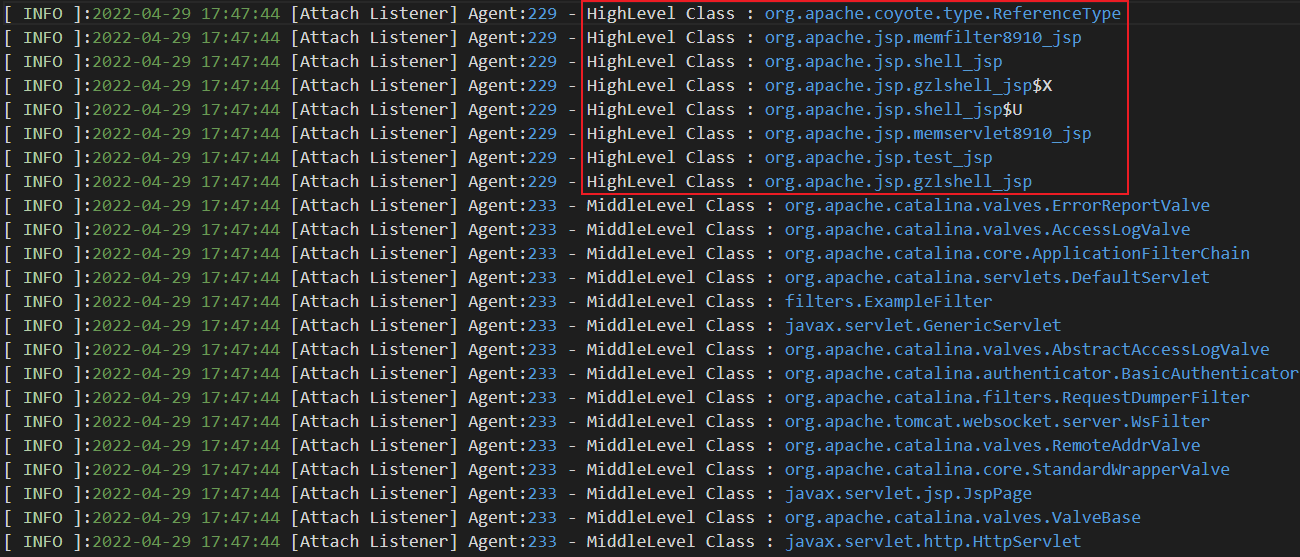 [ INFO ]:2022-04-29 17:47:44 [Attach Listener] Agent:229 - HighLevel Class : org.apache.coyote.type.ReferenceType
[ INFO ]:2022-04-29 17:47:44 [Attach Listener] Agent:229 - HighLevel Class : org.apache.jsp.memfilter8910_jsp
[ INFO ]:2022-04-29 17:47:44 [Attach Listener] Agent:229 - HighLevel Class : org.apache.jsp.shell_jsp
[ INFO ]:2022-04-29 17:47:44 [Attach Listener] Agent:229 - HighLevel Class : org.apache.jsp.gzlshell_jsp$X
[ INFO ]:2022-04-29 17:47:44 [Attach Listener] Agent:229 - HighLevel Class : org.apache.jsp.shell_jsp$U
[ INFO ]:2022-04-29 17:47:44 [Attach Listener] Agent:229 - HighLevel Class : org.apache.jsp.memservlet8910_jsp
[ INFO ]:2022-04-29 17:47:44 [Attach Listener] Agent:229 - HighLevel Class : org.apache.jsp.test_jsp
[ INFO ]:2022-04-29 17:47:44 [Attach Listener] Agent:229 - HighLevel Class : org.apache.jsp.gzlshell_jsp
[ INFO ]:2022-04-29 17:47:44 [Attach Listener] Agent:233 - MiddleLevel Class : org.apache.catalina.valves.ErrorReportValve
[ INFO ]:2022-04-29 17:47:44 [Attach Listener] Agent:233 - MiddleLevel Class : org.apache.catalina.valves.AccessLogValve
[ INFO ]:2022-04-29 17:47:44 [Attach Listener] Agent:233 - MiddleLevel Class : org.apache.catalina.core.ApplicationFilterChain
[ INFO ]:2022-04-29 17:47:44 [Attach Listener] Agent:233 - MiddleLevel Class : org.apache.catalina.servlets.DefaultServlet
[ INFO ]:2022-04-29 17:47:44 [Attach Listener] Agent:233 - MiddleLevel Class : filters.ExampleFilter
[ INFO ]:2022-04-29 17:47:44 [Attach Listener] Agent:233 - MiddleLevel Class : javax.servlet.GenericServlet
[ INFO ]:2022-04-29 17:47:44 [Attach Listener] Agent:233 - MiddleLevel Class : org.apache.catalina.valves.AbstractAccessLogValve
[ INFO ]:2022-04-29 17:47:44 [Attach Listener] Agent:233 - MiddleLevel Class : org.apache.catalina.authenticator.BasicAuthenticator
[ INFO ]:2022-04-29 17:47:44 [Attach Listener] Agent:233 - MiddleLevel Class : org.apache.catalina.filters.RequestDumperFilter
[ INFO ]:2022-04-29 17:47:44 [Attach Listener] Agent:233 - MiddleLevel Class : org.apache.tomcat.websocket.server.WsFilter
[ INFO ]:2022-04-29 17:47:44 [Attach Listener] Agent:233 - MiddleLevel Class : org.apache.catalina.valves.RemoteAddrValve
[ INFO ]:2022-04-29 17:47:44 [Attach Listener] Agent:233 - MiddleLevel Class : org.apache.catalina.core.StandardWrapperValve
[ INFO ]:2022-04-29 17:47:44 [Attach Listener] Agent:233 - MiddleLevel Class : javax.servlet.jsp.JspPage
[ INFO ]:2022-04-29 17:47:44 [Attach Listener] Agent:233 - MiddleLevel Class : org.apache.catalina.valves.ValveBase
[ INFO ]:2022-04-29 17:47:44 [Attach Listener] Agent:233 - MiddleLevel Class : javax.servlet.http.HttpServlet